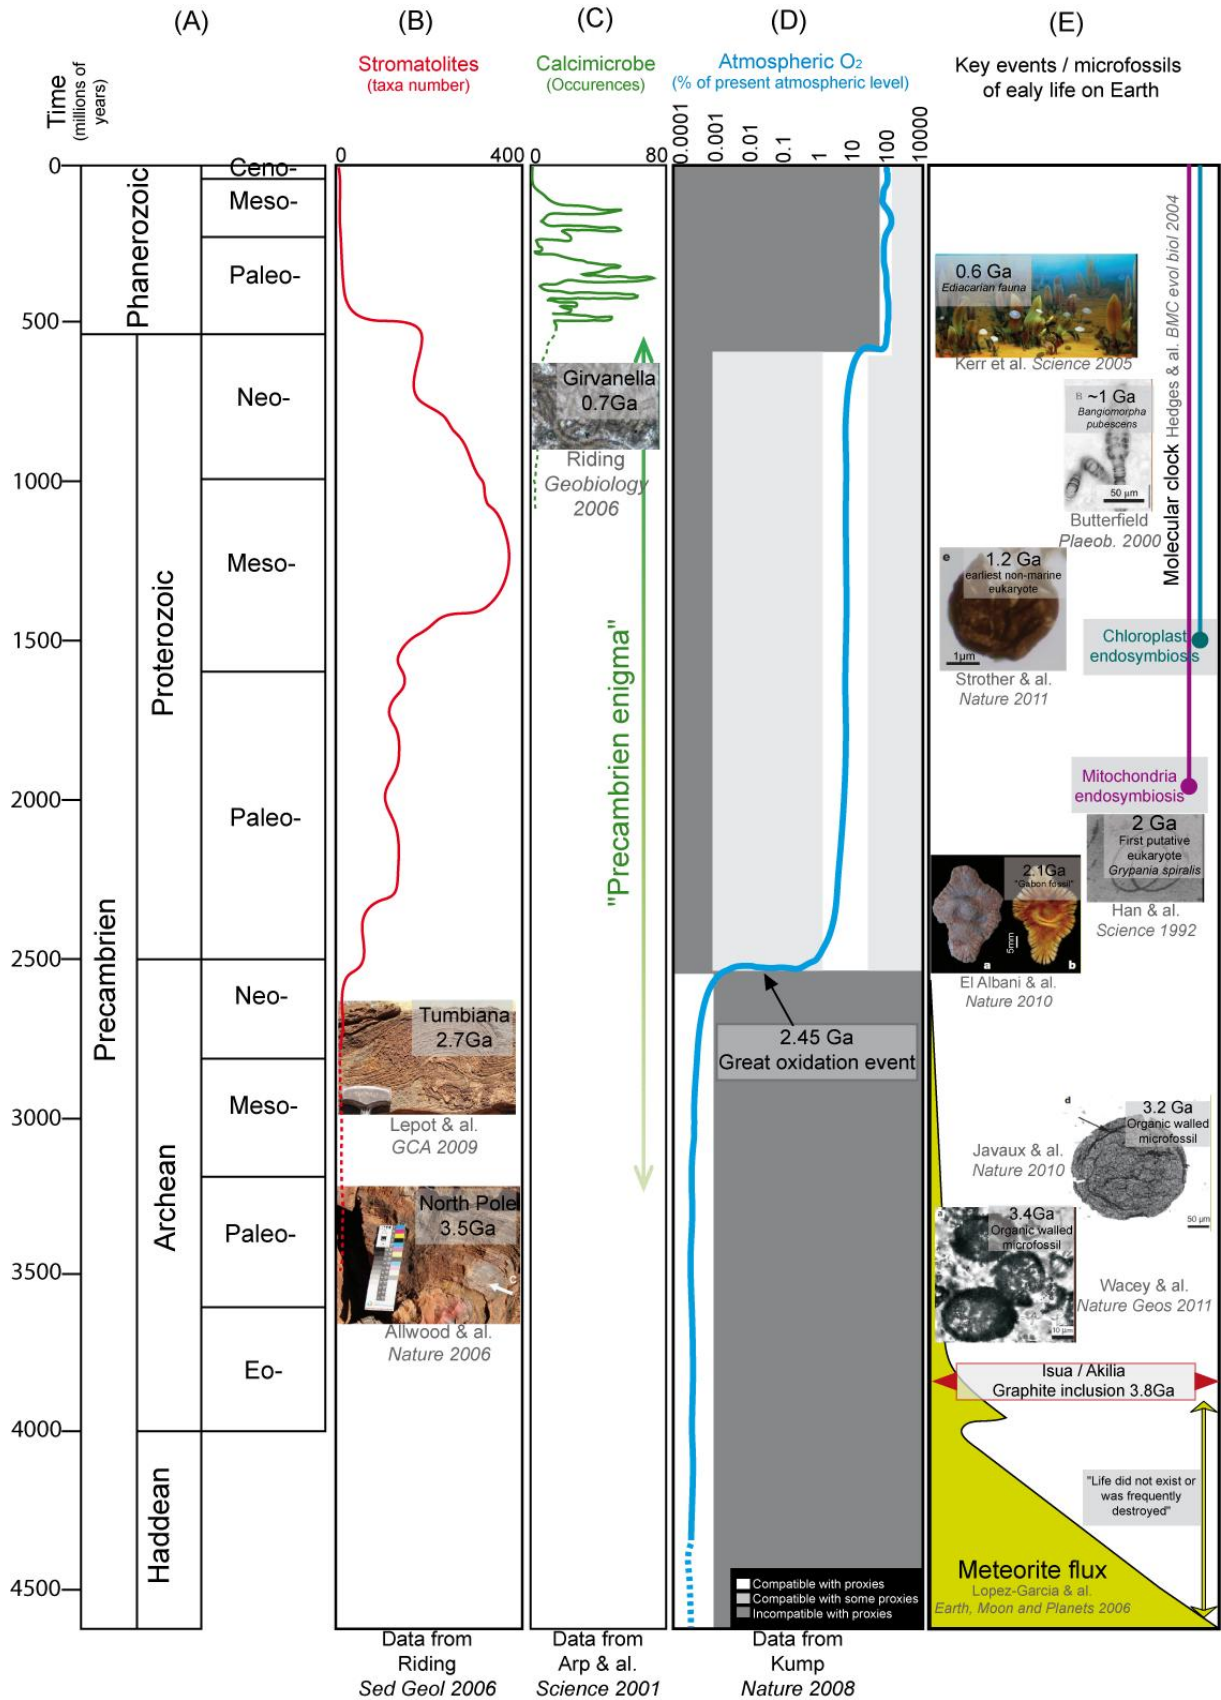 (A)
(B)
(C)
(D)
(E)
Time
(millions of
years)
Stromatolites
(taxa number)
Calcimicrobe
(Occurences)
Atmospheric O2
(% of present atmospheric level)
Key events / microfossils
of ealy life on Earth
0
400
0
80
0.0001
0.001
0.01
0.1
1
10
100
10000
0
500
1000
1500
2000
2500
3000
3500
4000
4500
Precambrien
Phanerozoic
Proterozoic
Archean
Haddean
Ceno-
Meso-
Paleo-
Neo-
Meso-
Paleo-
Neo-
Meso-
Paleo-
Eo-
Tumbiana
2.7Ga
Lepot & al.
GCA 2009
North Pole
3.5Ga
Allwood & al.
Nature 2006
Data from
Riding
Sed Geol 2006
Girvanella
0.7Ga
Riding
Geobiology
2006
"Precambrien enigma"
Data from
Arp & al.
Science 2001
2.45 Ga
Great oxidation event
Compatible with proxies
Compatible with some proxies
Incompatible with proxies
Data from
Kump
Nature 2008
0.6 Ga
Ediacarian fauna
Kerr et al. Science 2005
B ~1 Ga
Bangiomorpha
pubescens
50 µm
Butterfield
Plaeob. 2000
Molecular clock Hedges & al. BMC evol biol 2004
e
1.2 Ga
earliest non-marine
eukaryote
1µm
Strother & al.
Nature 2011
Chloroplast
endosymbiosis
Mitochondria
endosymbiosis
2 Ga
First putative
eukaryote
Grypania spiralis
Han & al.
Science 1992
2.1Ga
"Gabon fossil"
5mm
a
b
El Albani & al.
Nature 2010
d
3.2 Ga
Organic walled
microfossil
50 µm
Javaux & al.
Nature 2010
a
3.4Ga
Organic walled
microfossil
10 µm
Wacey & al.
Nature Geos 2011
Isua / Akilia
Graphite inclusion 3.8Ga
"Life did not exist or
was frequently
destroyed"
Meteorite flux
Lopez-Garcia & al.
Earth, Moon and Planets 2006